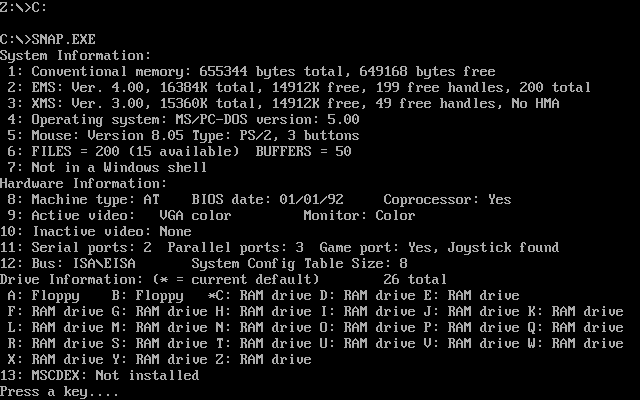 Z:\>C:
C:\>SNAP.EXE
System Information:
1: Conventional memory: 655344 bytes total, 649168 bytes free
2: EMS: Ver. 4.00, 16384K total, 14912K free, 199 free handles, 200 total
3: XMS: Ver. 3.00, 15360K total, 14912K free, 49 free handles, No HMA
4: Operating system: MS/PC-DOS version: 5.00
5: Mouse: Version 8.05 Type: PS/2, 3 buttons
6: FILES = 200 (15 available)  BUFFERS = 50
7: Not in a Windows shell
Hardware Information:
8: Machine type: AT    BIOS date: 01/01/92    Coprocessor: Yes
9: Active video:   VGA color         Monitor: Color
10: Inactive video: None
11: Serial ports: 2  Parallel ports: 3  Game port: Yes, Joystick found
12: Bus: ISA\EISA       System Config Table Size: 8
Drive Information: (* = current default)        26 total
A: Floppy    B: Floppy   *C: RAM drive D: RAM drive E: RAM drive
F: RAM drive G: RAM drive H: RAM drive I: RAM drive J: RAM drive K: RAM drive
L: RAM drive M: RAM drive N: RAM drive O: RAM drive P: RAM drive Q: RAM drive
R: RAM drive S: RAM drive T: RAM drive U: RAM drive V: RAM drive W: RAM drive
X: RAM drive Y: RAM drive Z: RAM drive
13: MSCDEX: Not installed
Press a key....